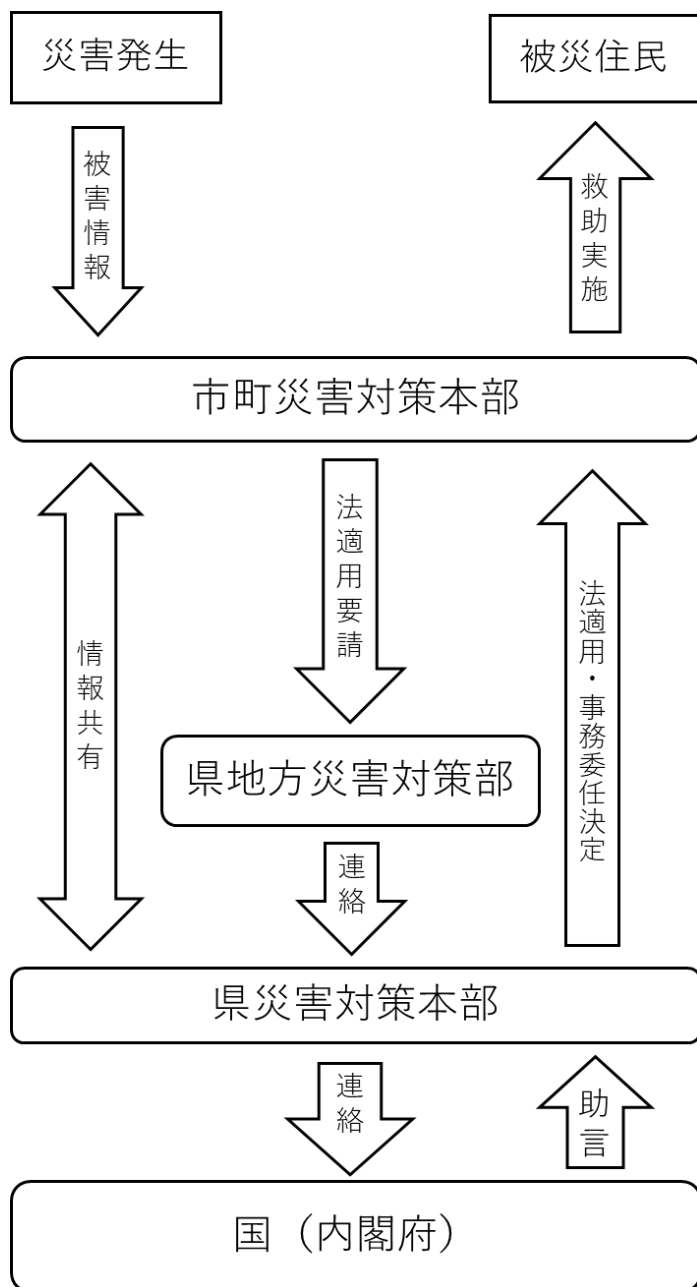 災害発生
被災住民
被害情報
救助実施
市町災害対策本部
情報共有
法適用要請
法適用・事務委任決定
県地方災害対策部
連絡
県災害対策本部
連絡
助言
国（内閣府）